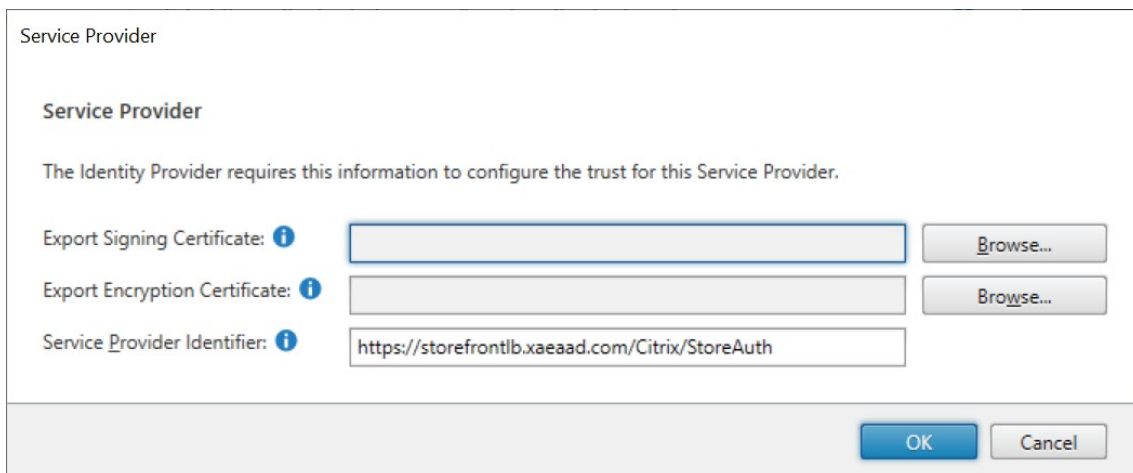 Service Provider
Service Provider
The Identity Provider requires this information to configure the trust for this Service Provider.
Export Signing Certificate: i Browse...
Export Encryption Certificate: i Browse...
Service Provider Identifier: i https://storefrontlb.xaeaad.com/Citrix/StoreAuth
OK Cancel